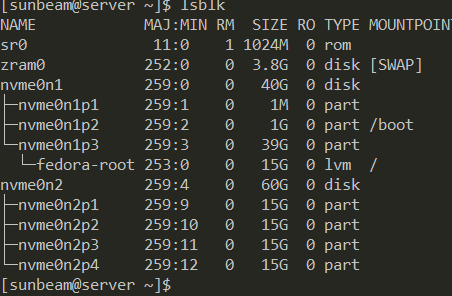 [sunbeam@server ~]$ lsblk
NAME            MAJ:MIN RM  SIZE RO TYPE MOUNTPOINT
sr0              11:0    1 1024M  0 rom
zram0           252:0    0  3.8G  0 disk [SWAP]
nvme0n1         259:0    0   40G  0 disk
├─nvme0n1p1     259:1    0    1M  0 part
├─nvme0n1p2     259:2    0    1G  0 part /boot
└─nvme0n1p3     259:3    0   39G  0 part
  └─fedora-root 253:0    0   15G  0 lvm  /
nvme0n2         259:4    0   60G  0 disk
├─nvme0n2p1     259:9    0   15G  0 part
├─nvme0n2p2     259:10   0   15G  0 part
├─nvme0n2p3     259:11   0   15G  0 part
└─nvme0n2p4     259:12   0   15G  0 part
[sunbeam@server ~]$